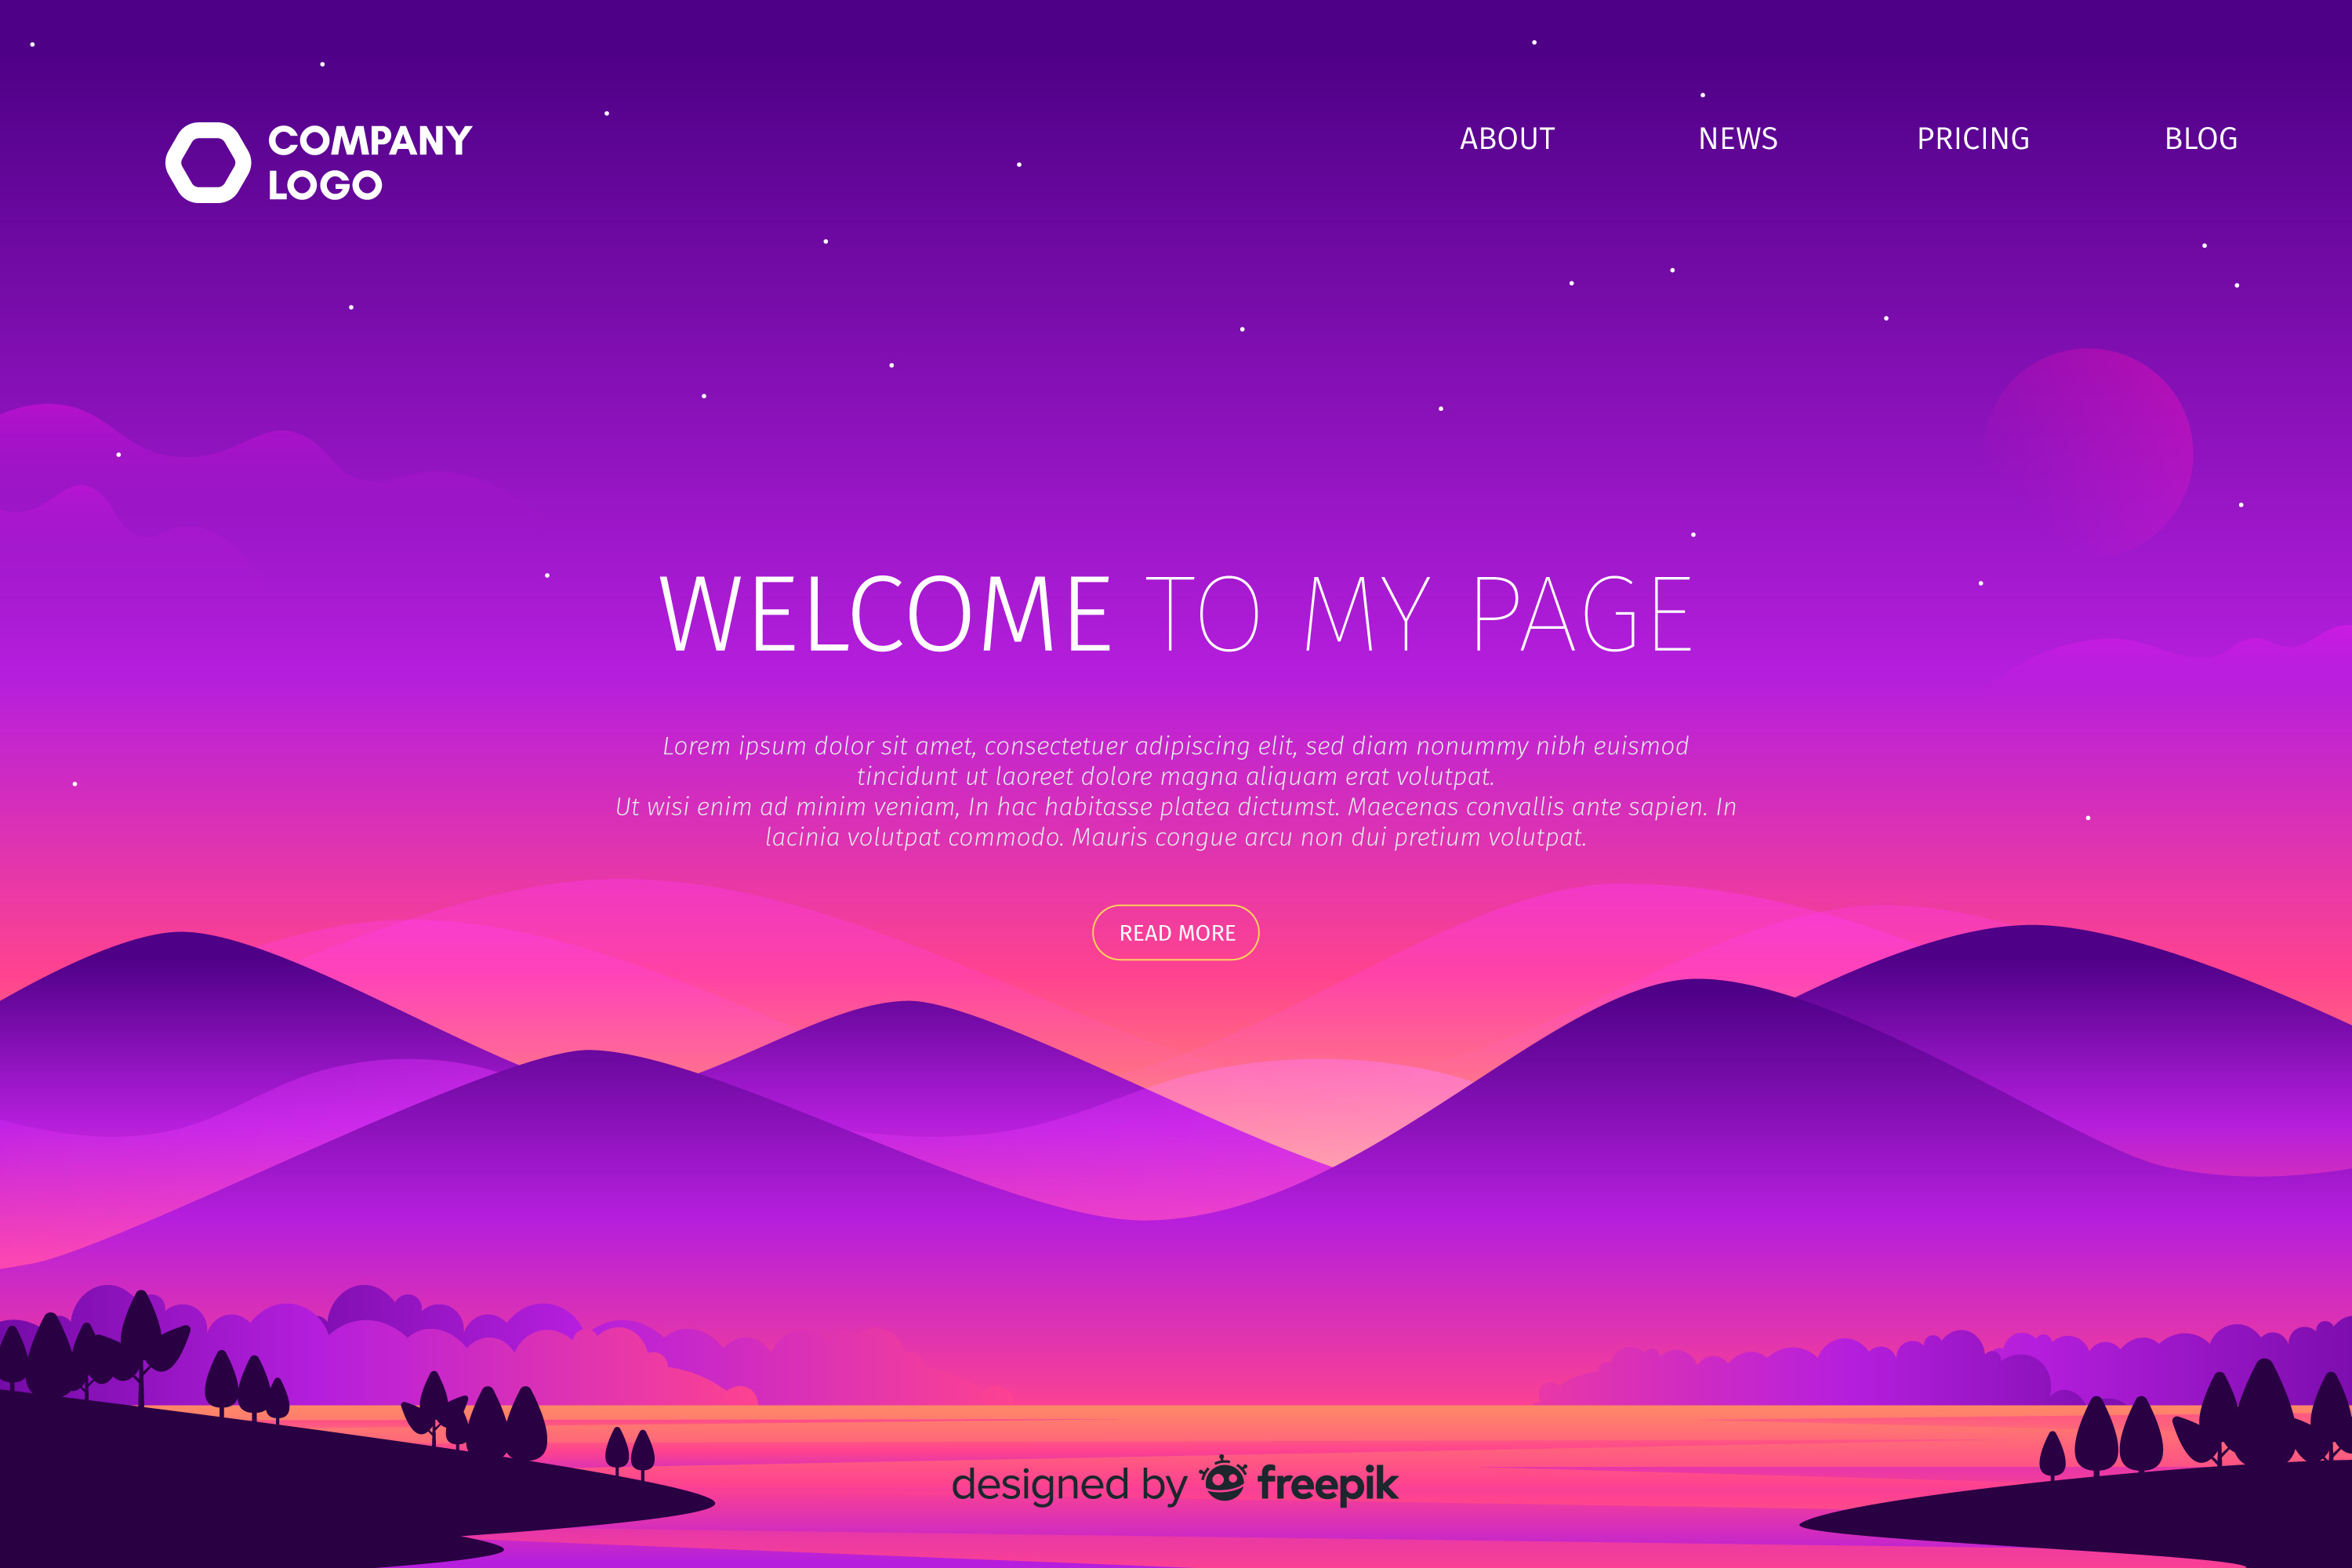 COMPANY
LOGO
ABOUT NEWS PRICING BLOG
WELCOME TO MY PAGE
Lorem ipsum dolor sit amet, consectetuer adipiscing elit, sed diam nonummy nibh euismod
tincidunt ut laoreet dolore magna aliquam erat volutpat.
Ut wisi enim ad minim veniam, In hac habitasse platea dictumst. Maecenas convallis ante sapien. In
lacinia volutpat commodo. Mauris congue arcu non dui pretium volutpat.
READ MORE
designed by freepik